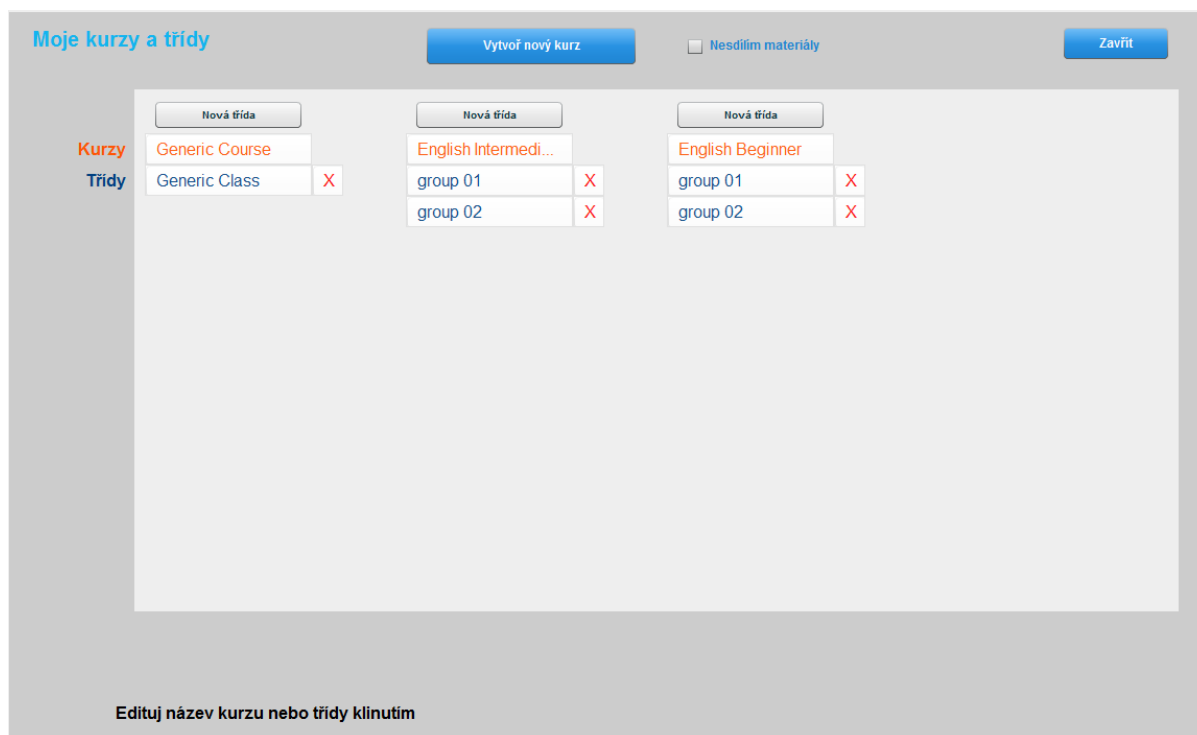 Moje kurzy a třídy
Vytvoř nový kurz
Nesdílím materiály
Zavřít
Nová třída Nová třída Nová třída
Kurzy Generic Course English Intermedi... English Beginner
Třídy Generic Class X group 01 X group 01 X
group 02 X group 02 X
Edituj název kurzu nebo třídy klinutím